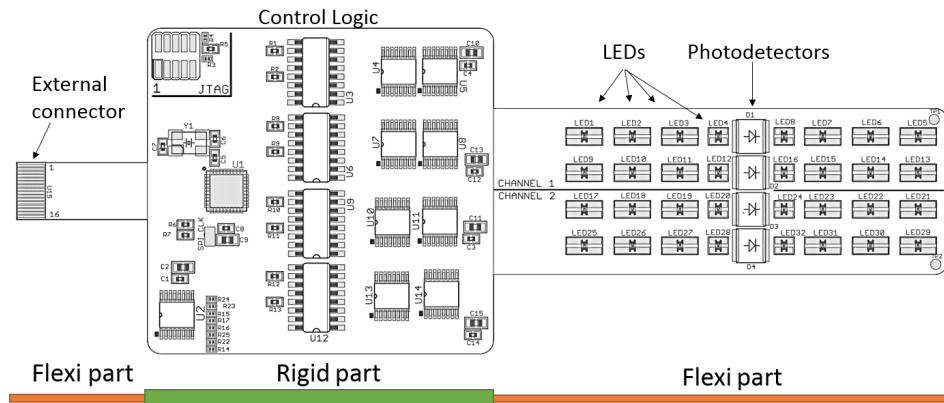 Control Logic
LEDs
Photodetectors
External connector
1
16
U15
1
JTAG
R4
R5
R3
Y1
C7
C6
C5
U1
R6
R7
SPI_CLK
C8
C9
C2
C1
U2
R24
R23
R15
R17
R16
R25
R22
R14
R1
R2
U3
R8
R9
U6
R10
R11
U9
R12
R13
U12
U4
U5
C10
C4
U7
U8
C13
C12
U10
U11
C11
C3
U13
U14
C15
C14
TP1
D1
LED1 LED2 LED3 LED4 LED8 LED7 LED6 LED5
LED9 LED10 LED11 LED12 LED16 LED15 LED14 LED13
CHANNEL 1
D2
CHANNEL 2
LED17 LED18 LED19 LED20 LED24 LED23 LED22 LED21
D3
LED25 LED26 LED27 LED28 LED32 LED31 LED30 LED29
D4
TP2
Flexi part
Rigid part
Flexi part